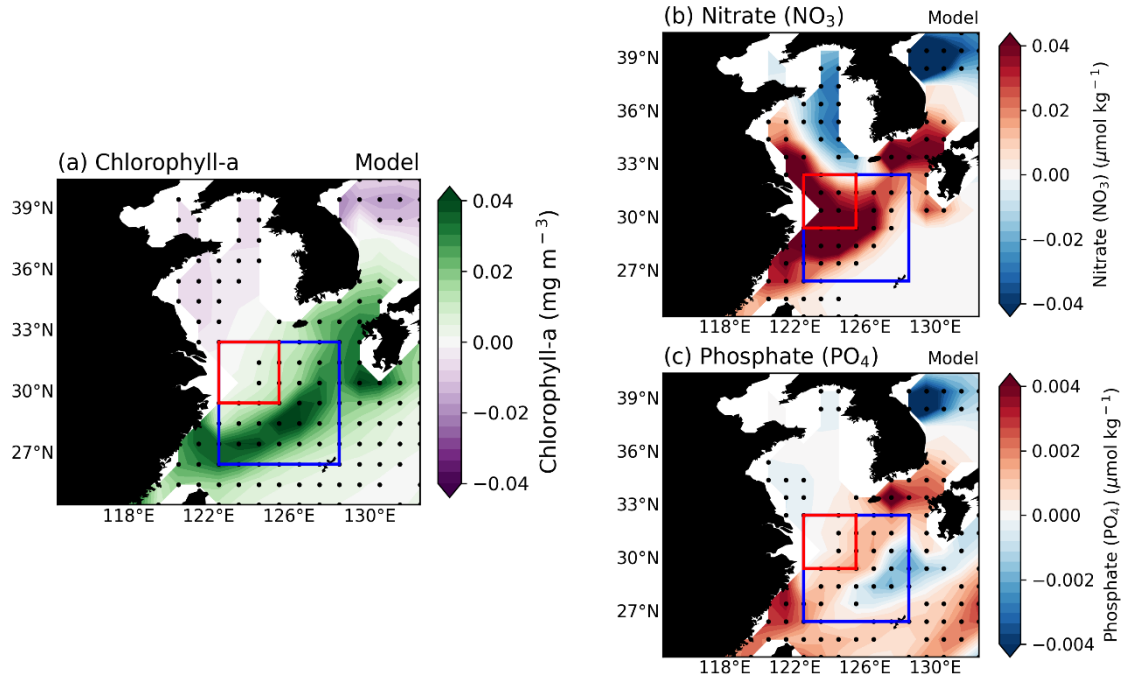 (a) Chlorophyll-a Model
39°N
36°N
33°N
30°N
27°N
118°E 122°E 126°E 130°E
0.04
0.02
0.00
−0.02
−0.04
Chlorophyll-a (mg m⁻³)
(b) Nitrate (NO₃) Model
39°N
36°N
33°N
30°N
27°N
118°E 122°E 126°E 130°E
0.04
0.02
0.00
−0.02
−0.04
Nitrate (NO₃) (μmol kg⁻¹)
(c) Phosphate (PO₄) Model
39°N
36°N
33°N
30°N
27°N
118°E 122°E 126°E 130°E
0.004
0.002
0.000
−0.002
−0.004
Phosphate (PO₄) (μmol kg⁻¹)